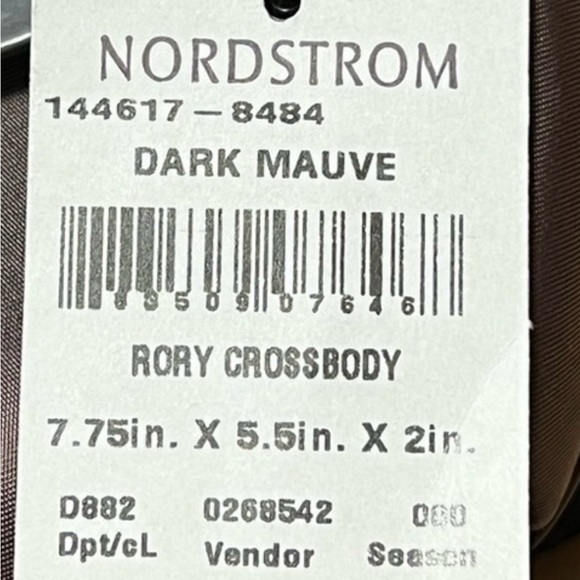 NORDSTROM
144617-8484
DARK MAUVE
RORY CROSSBODY
7.75in. X 5.5in. X 2in.
D882 0268542
Dpt/cL Vendor Season